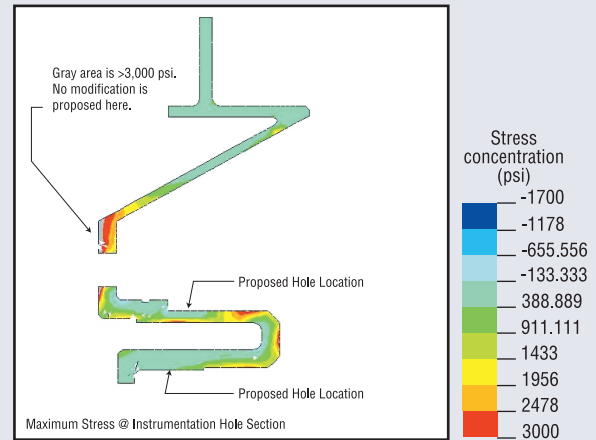 Gray area is >3,000 psi.
No modification is
proposed here.
Proposed Hole Location
Proposed Hole Location
Maximum Stress @ Instrumentation Hole Section
Stress
concentration
(psi)
-1700
-1178
-655.556
-133.333
388.889
911.111
1433
1956
2478
3000